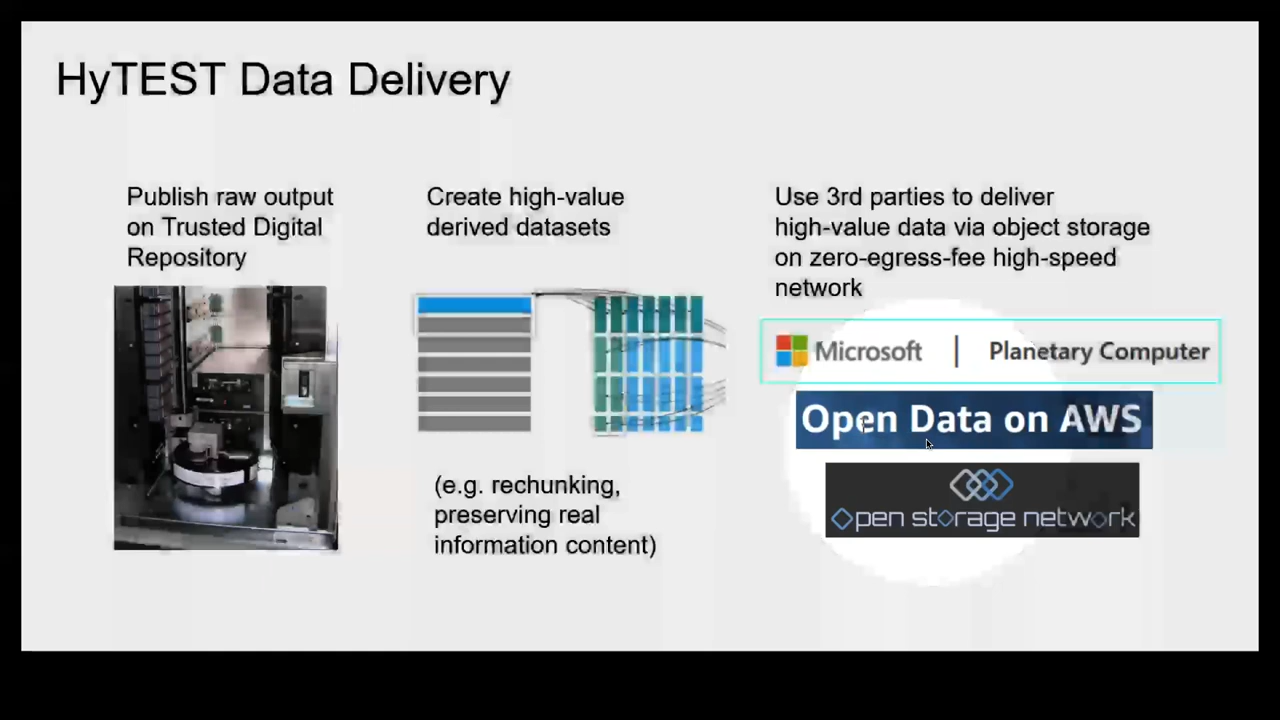 HyTEST Data Delivery
Publish raw output
on Trusted Digital
Repository
Create high-value
derived datasets
(e.g. rechunking,
preserving real
information content)
Use 3rd parties to deliver
high-value data via object storage
on zero-egress-fee high-speed
network
Microsoft | Planetary Computer
Open Data on AWS
open storage network